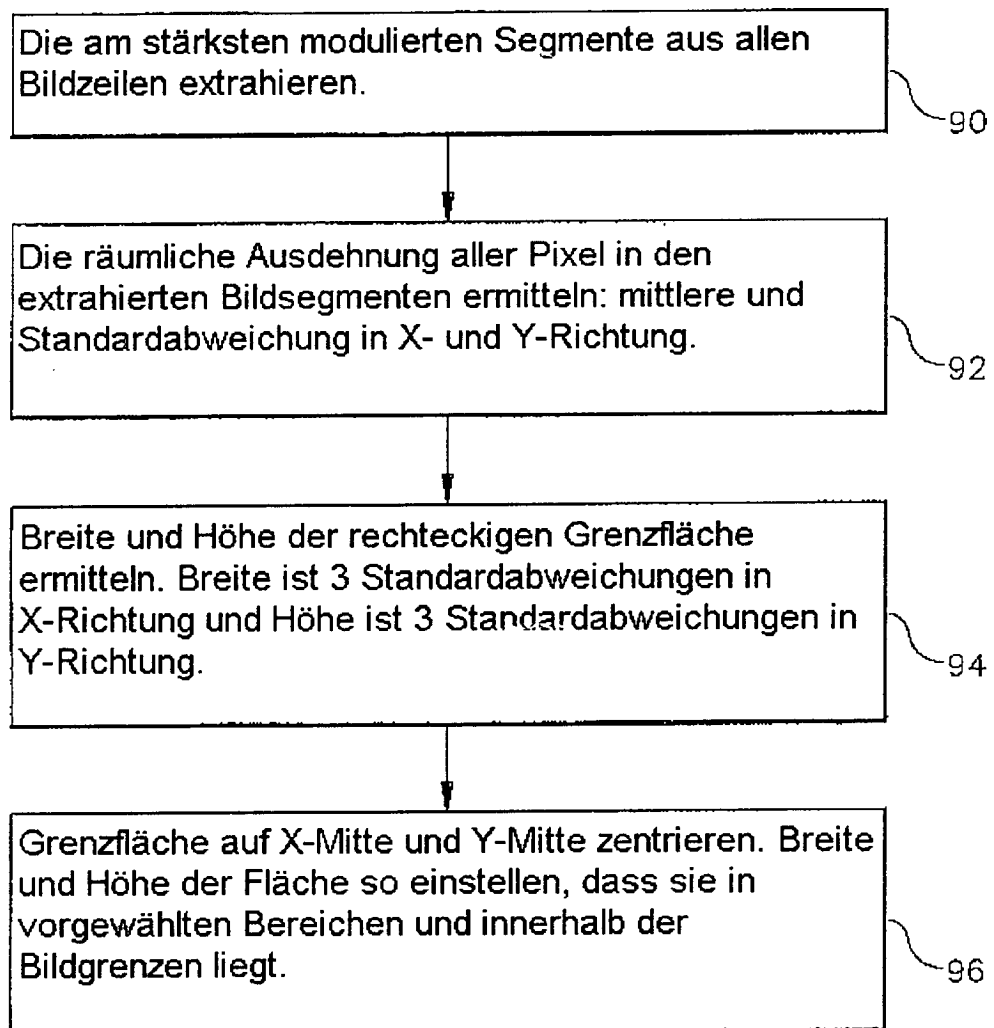 Die am stärksten modulierten Segmente aus allen
Bildzeilen extrahieren.
90
Die räumliche Ausdehnung aller Pixel in den
extrahierten Bildsegmenten ermitteln: mittlere und
Standardabweichung in X- und Y-Richtung.
92
Breite und Höhe der rechteckigen Grenzfläche
ermitteln. Breite ist 3 Standardabweichungen in
X-Richtung und Höhe ist 3 Standardabweichungen in
Y-Richtung.
94
Grenzfläche auf X-Mitte und Y-Mitte zentrieren. Breite
und Höhe der Fläche so einstellen, dass sie in
vorgewählten Bereichen und innerhalb der
Bildgrenzen liegt.
96